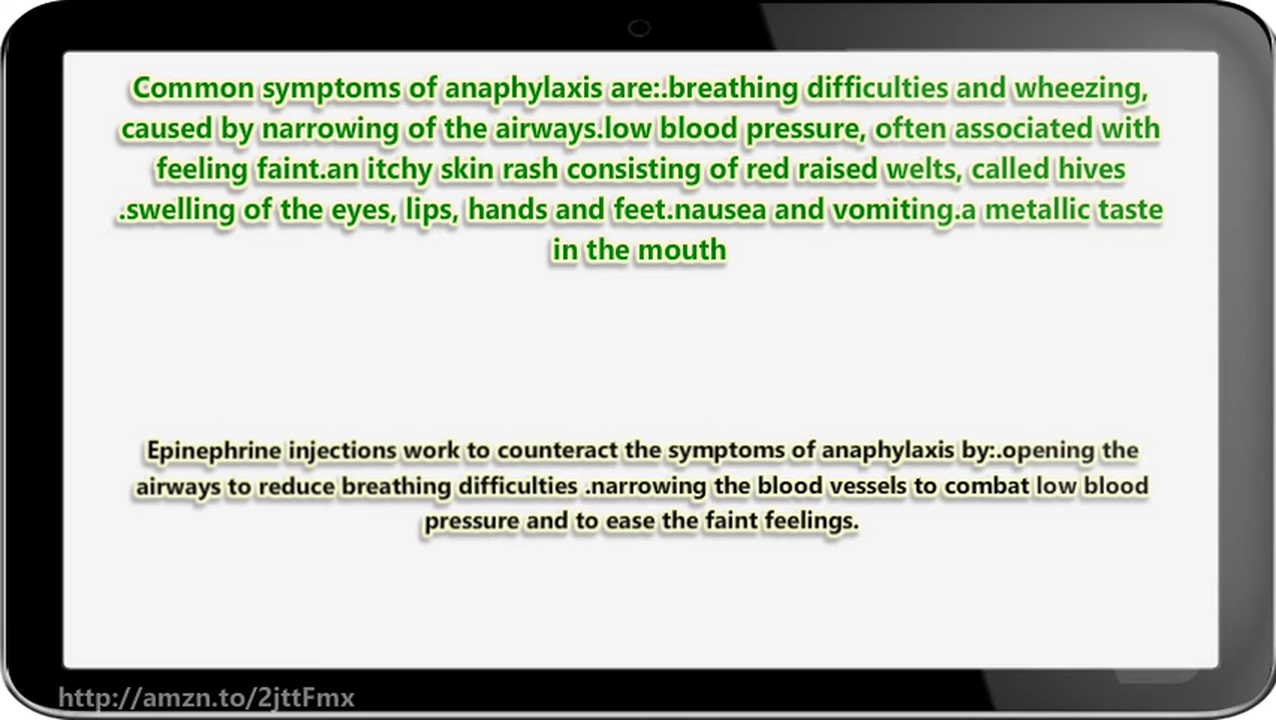 Common symptoms of anaphylaxis are:.breathing difficulties and wheezing,
caused by narrowing of the airways.low blood pressure, often associated with
feeling faint.an itchy skin rash consisting of red raised welts, called hives
.swelling of the eyes, lips, hands and feet.nausea and vomiting.a metallic taste
in the mouth
Epinephrine injections work to counteract the symptoms of anaphylaxis by:.opening the
airways to reduce breathing difficulties .narrowing the blood vessels to combat low blood
pressure and to ease the faint feelings.
http://amzn.to/2jttFmx